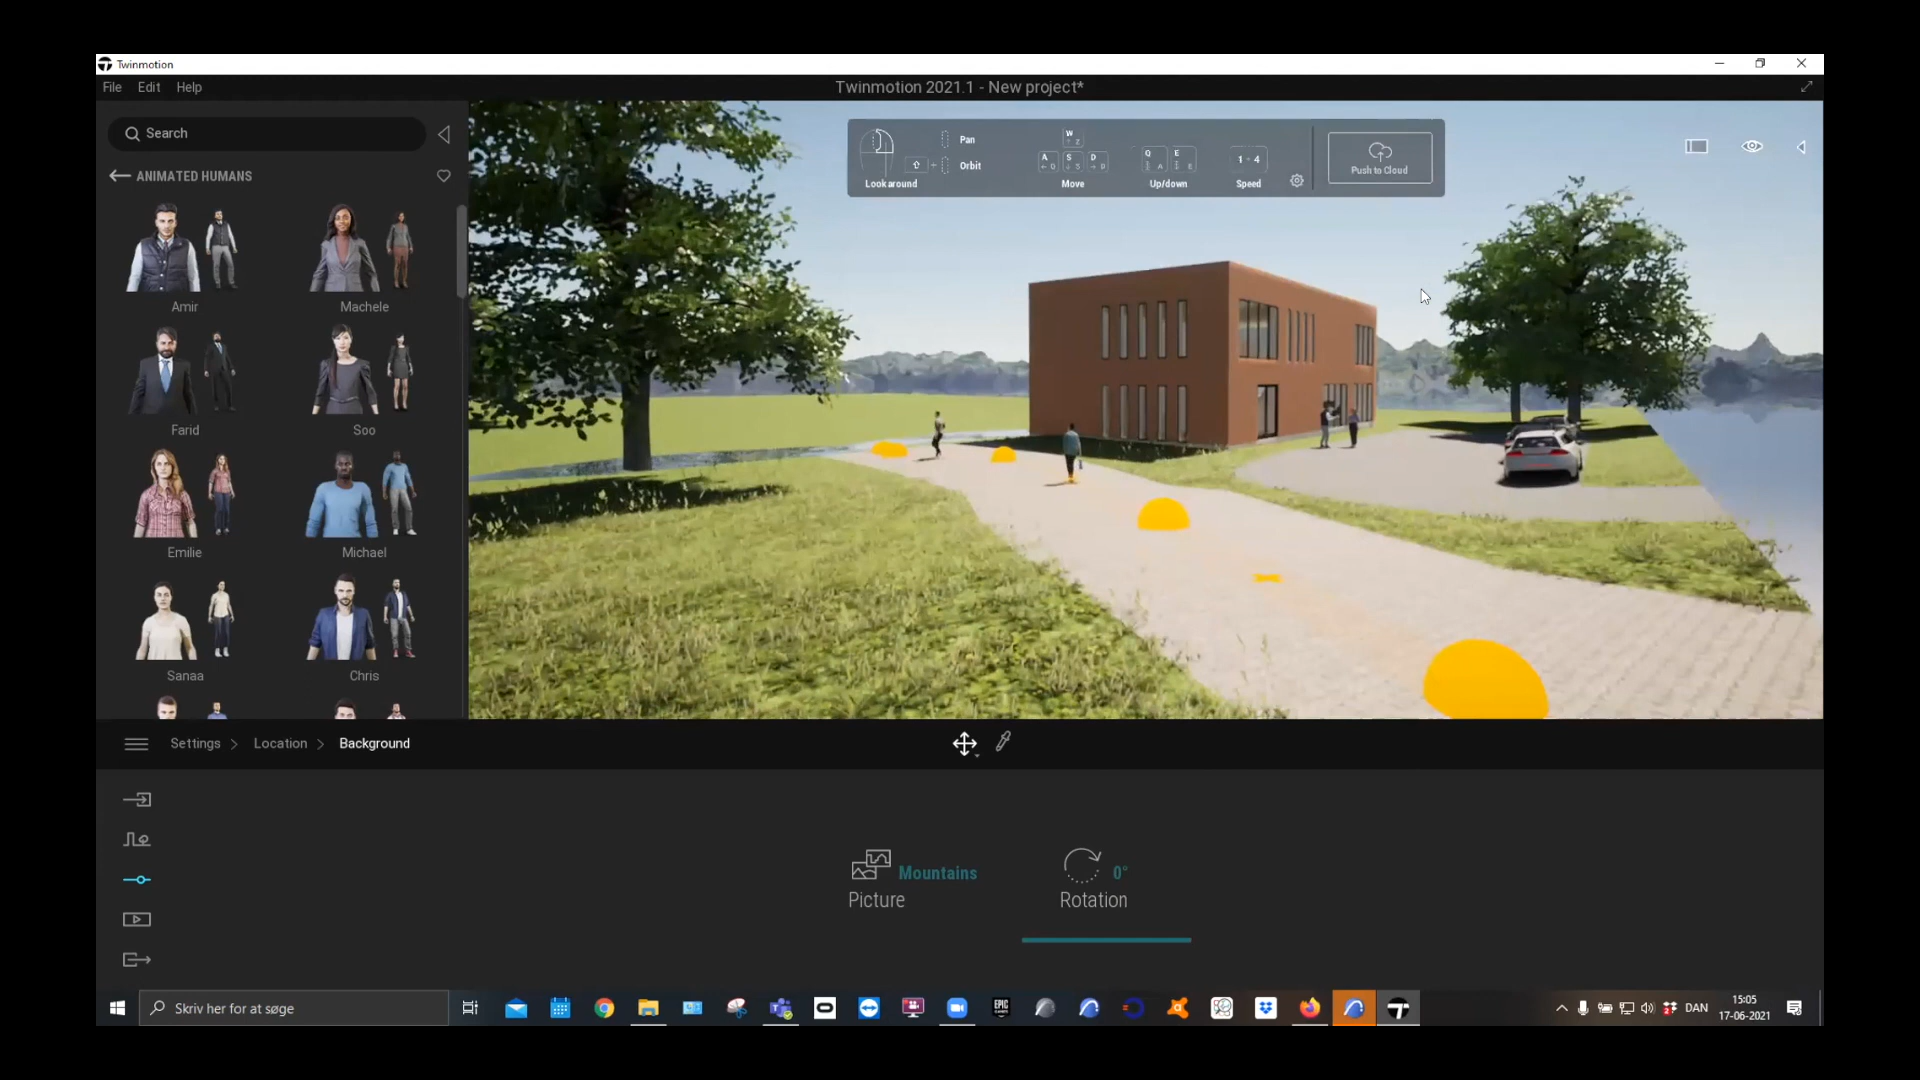 Twinmotion
File Edit Help
Twinmotion 2021.1 - New project*
Search
ANIMATED HUMANS
Amir
Machele
Farid
Soo
Emilie
Michael
Sanaa
Chris
Pan
Orbit
Look around
W
A S D
Move
Q E
Up/down
1 - 4
Speed
Push to Cloud
Settings > Location > Background
Mountains
Picture
0°
Rotation
Skriv her for at søge
EPIC GAMES
DAN
15:05
17-06-2021